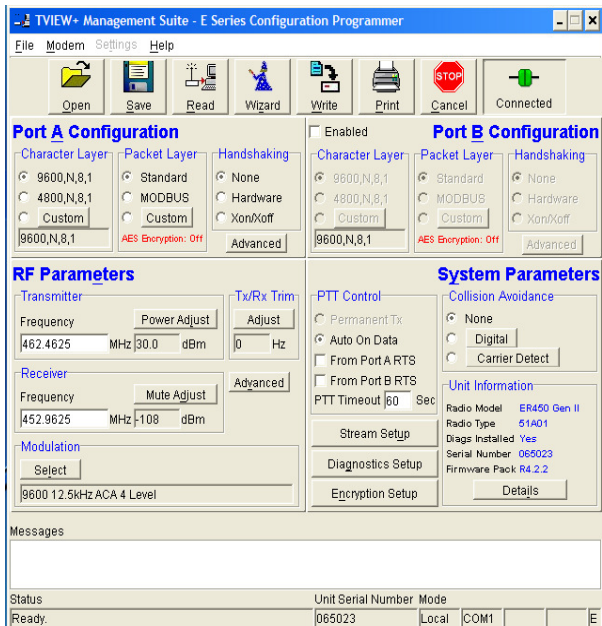 TVIEW+ Management Suite - E Series Configuration Programmer
File Modem Settings Help
Open Save Read Wizard Write Print Cancel Connected
STOP
Port A Configuration
Character Layer Packet Layer Handshaking
9600,N,8,1 Standard None
4800,N,8,1 MODBUS Hardware
Custom Custom Xon/Xoff
9600,N,8,1 AES Encryption: Off Advanced
Enabled Port B Configuration
Character Layer Packet Layer Handshaking
9600,N,8,1 Standard None
4800,N,8,1 MODBUS Hardware
Custom Custom Xon/Xoff
9600,N,8,1 AES Encryption: Off Advanced
RF Parameters
Transmitter Tx/Rx Trim
Frequency Power Adjust Adjust
462.4625 MHz 30.0 dBm 0 Hz
Receiver Advanced
Frequency Mute Adjust
452.9625 MHz -108 dBm
Modulation
Select
9600 12.5kHz ACA 4 Level
System Parameters
PTT Control
Permanent Tx
Auto On Data
From Port A RTS
From Port B RTS
PTT Timeout 60 Sec
Stream Setup
Diagnostics Setup
Encryption Setup
Collision Avoidance
None
Digital
Carrier Detect
Unit Information
Radio Model ER450 Gen II
Radio Type 51A01
Diags Installed Yes
Serial Number 065023
Firmware Pack R4.2.2
Details
Messages
Status Unit Serial Number Mode
Ready. 065023 Local COM1 E